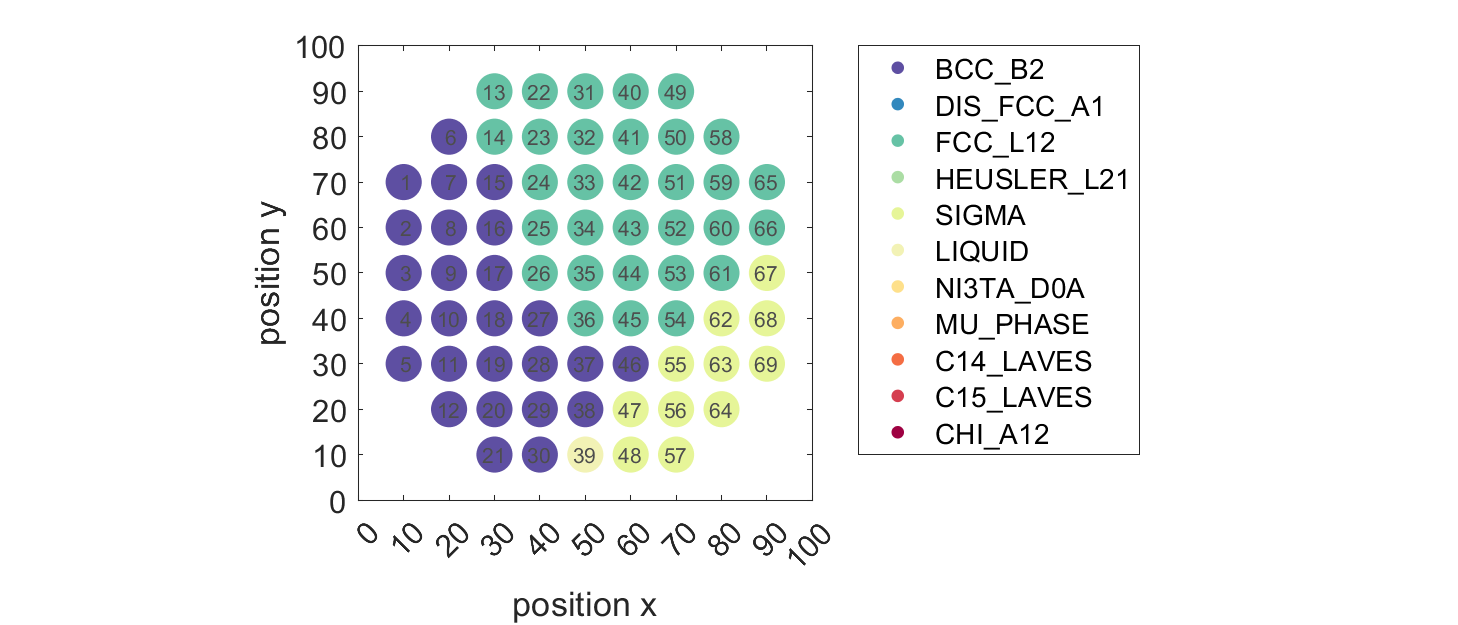 100
90
80
70
60
50
40
30
20
10
0
13 22 31 40 49
6 14 23 32 41 50 58
1 7 15 24 33 42 51 59 65
2 8 16 25 34 43 52 60 66
3 9 17 26 35 44 53 61 67
4 10 18 27 36 45 54 62 68
5 11 19 28 37 46 55 63 69
12 20 29 38 47 56 64
21 30 39 48 57
0 10 20 30 40 50 60 70 80 90 100
position x
position y
BCC_B2
DIS_FCC_A1
FCC_L12
HEUSLER_L21
SIGMA
LIQUID
NI3TA_D0A
MU_PHASE
C14_LAVES
C15_LAVES
CHI_A12